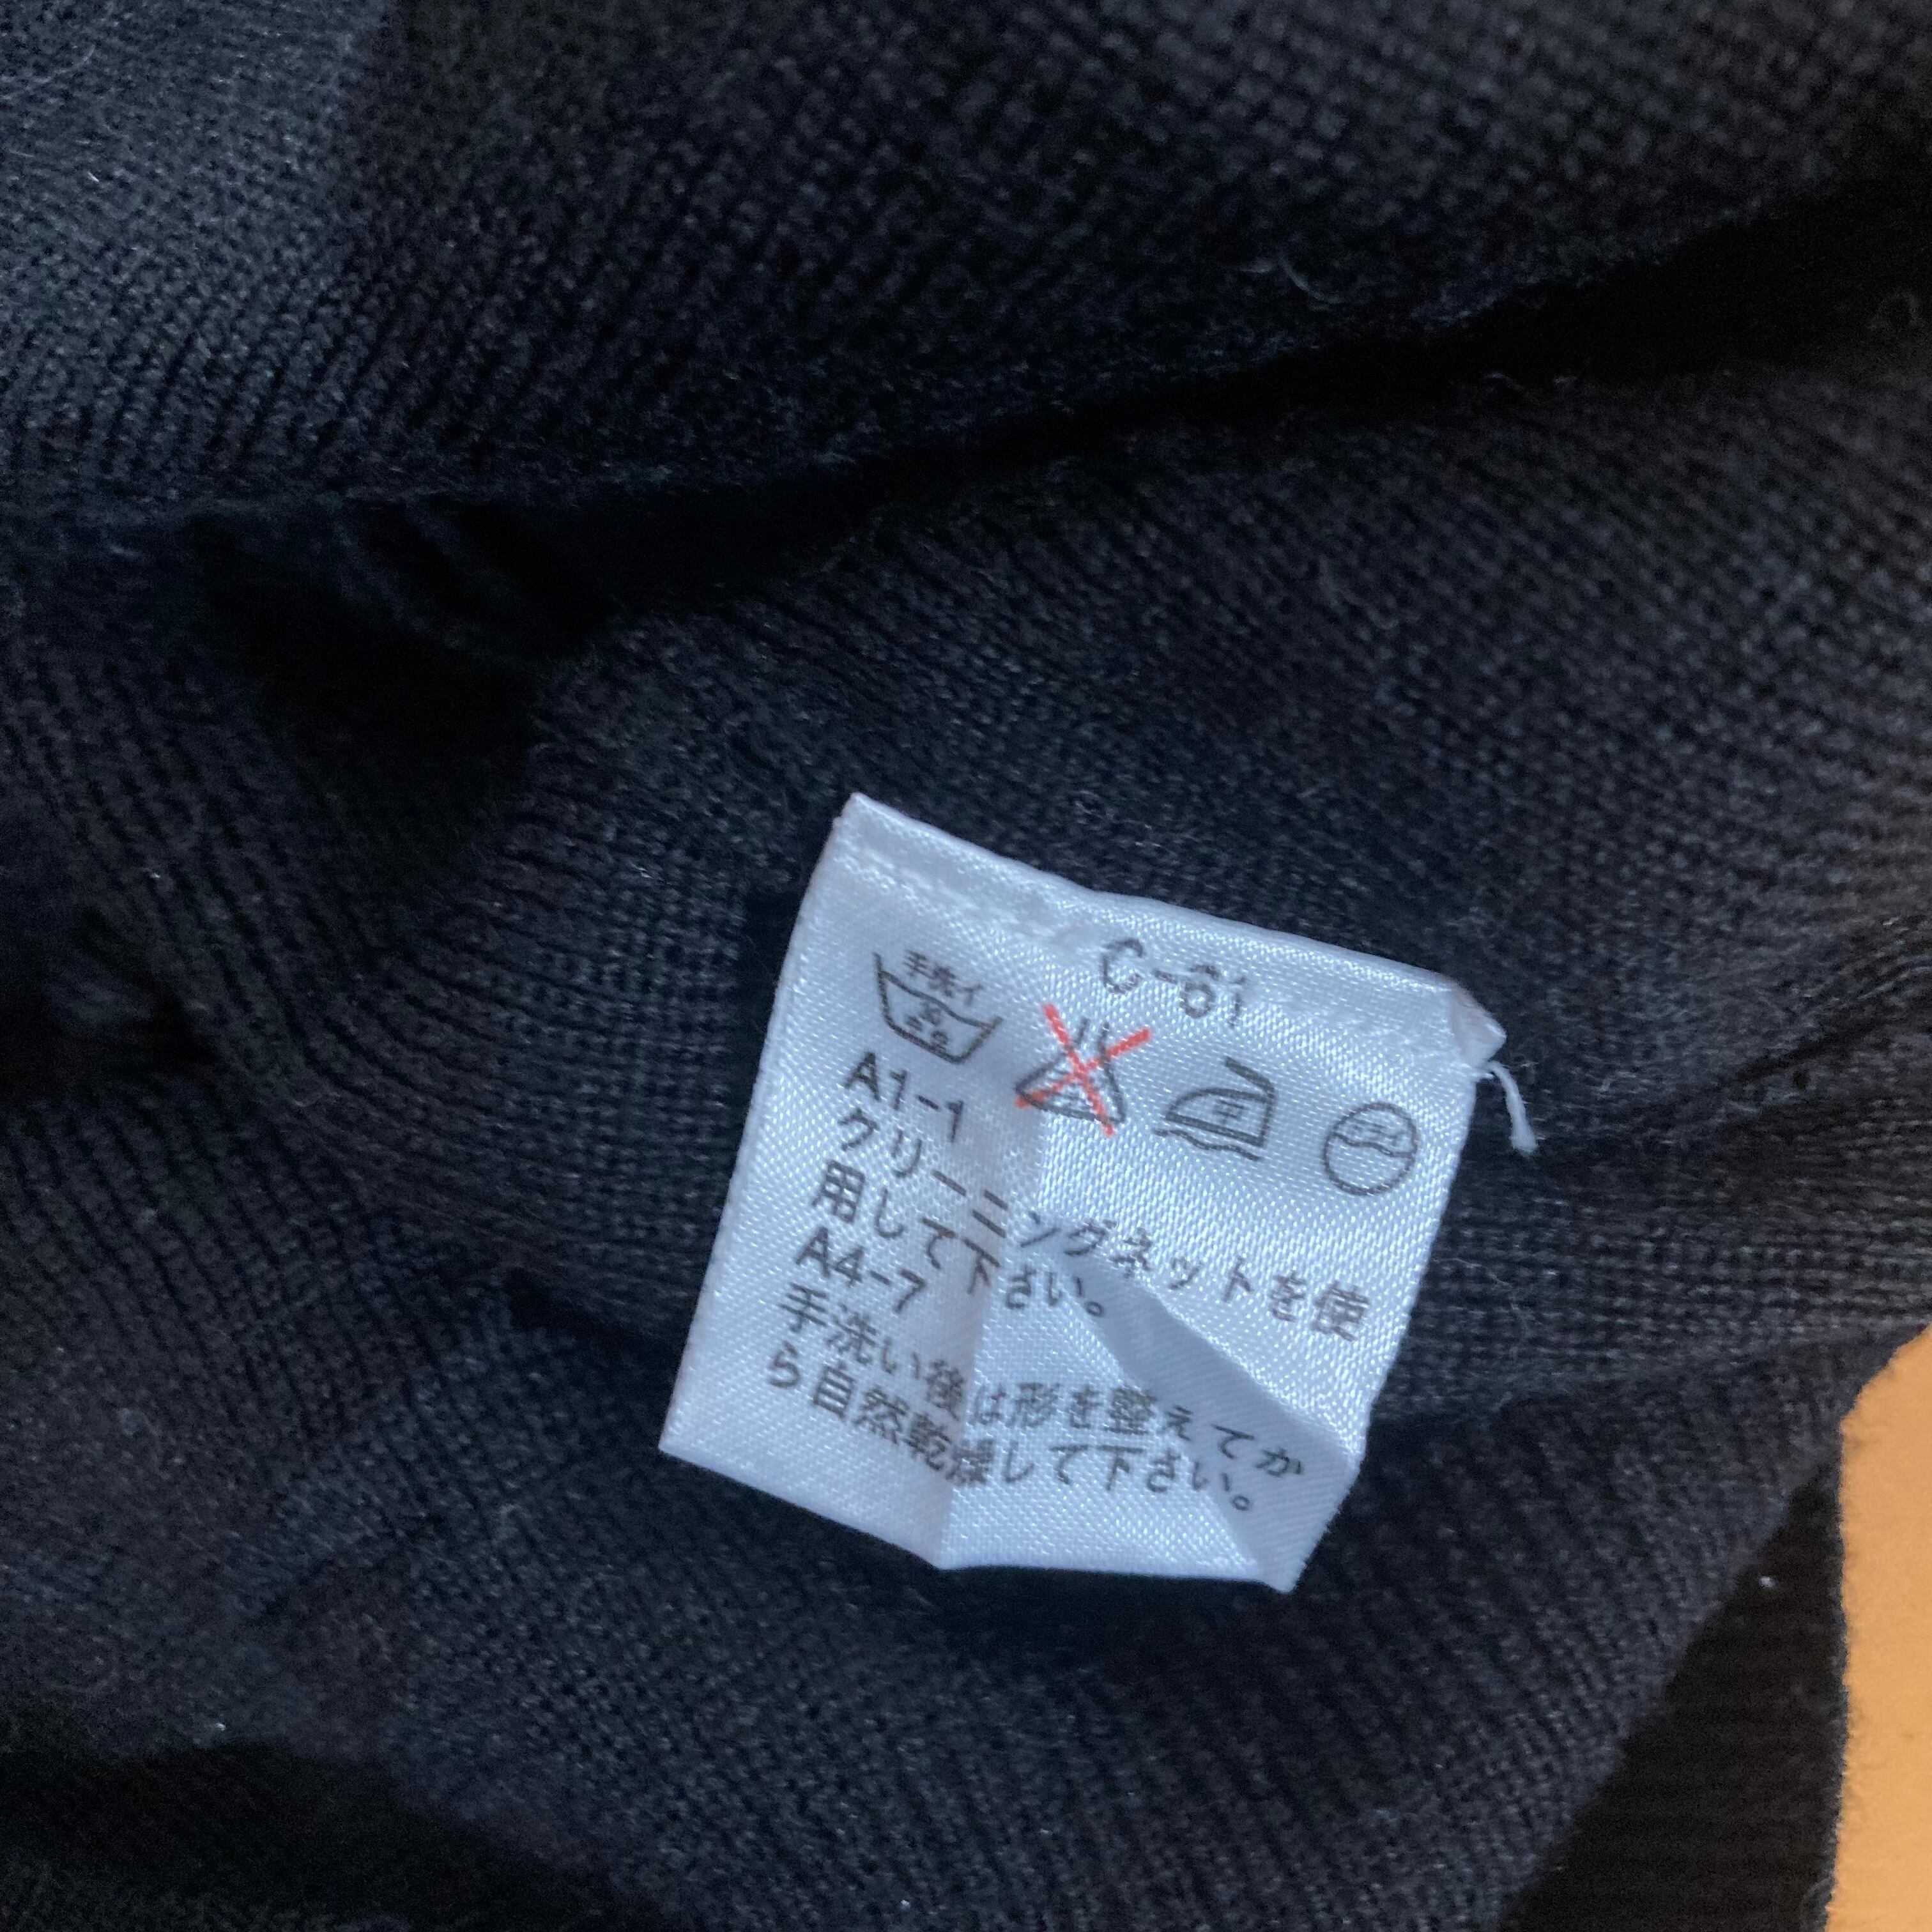 C-61
手洗イ
30
中
A1-1
クリーニングネットを使
用して下さい。
A4-7
手洗い後は形を整えてか
ら自然乾燥して下さい。